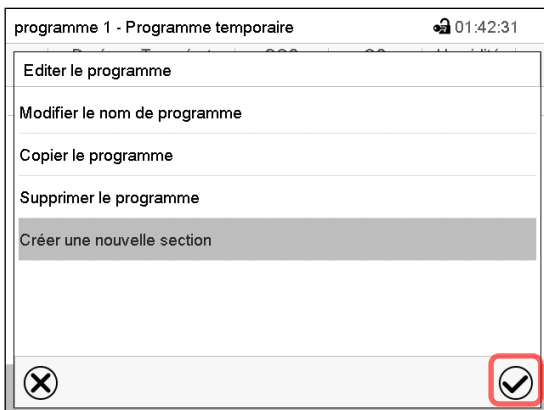 programme 1 - Programme temporaire 01:42:31
Editer le programme
Modifier le nom de programme
Copier le programme
Supprimer le programme
Créer une nouvelle section